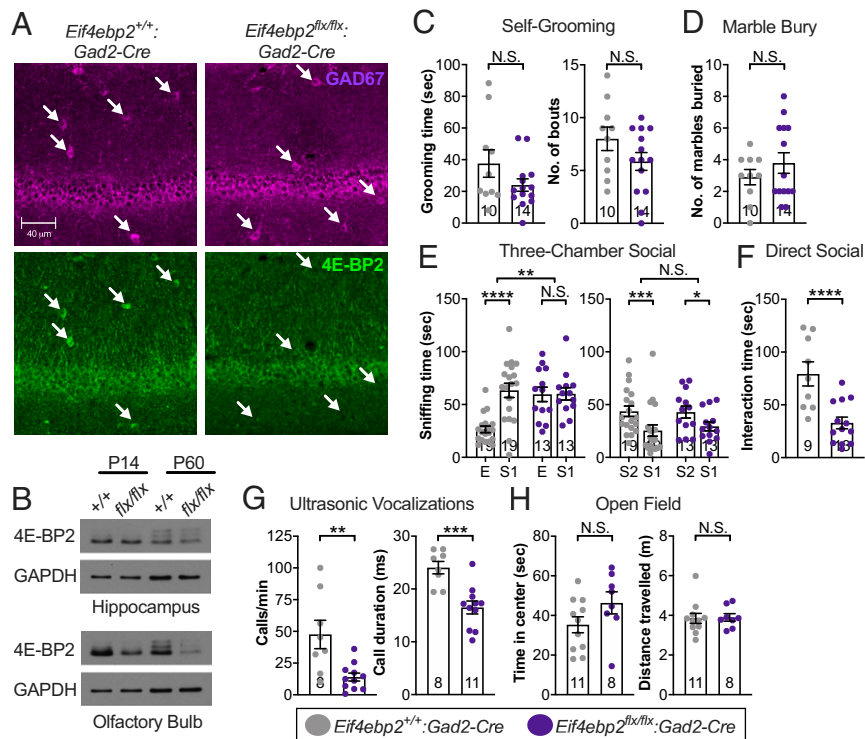 A
Eif4ebp2+/+:
Gad2-Cre
Eif4ebp2flx/flx:
Gad2-Cre
GAD67
40 µm
4E-BP2
B
P14
P60
+/+
flx/flx
+/+
flx/flx
4E-BP2
GAPDH
Hippocampus
4E-BP2
GAPDH
Olfactory Bulb
C
Self-Grooming
Grooming time (sec)
100
80
60
40
20
0
N.S.
10
14
No. of bouts
15
10
5
0
N.S.
10
14
D
Marble Bury
No. of marbles buried
10
8
6
4
2
0
N.S.
10
14
E
Three-Chamber Social
Sniffing time (sec)
150
100
50
0
**
****
N.S.
19
19
13
13
E
S1
E
S1
150
100
50
0
N.S.
***
*
19
13
13
S2
S1
S2
S1
F
Direct Social
Interaction time (sec)
150
100
50
0
****
9
G
Ultrasonic Vocalizations
Calls/min
125
100
75
50
25
0
**
8
Call duration (ms)
30
20
10
0
***
8
11
H
Open Field
Time in center (sec)
80
60
40
20
0
N.S.
11
8
Distance travelled (m)
8
6
4
2
0
N.S.
11
8
Eif4ebp2+/+:Gad2-Cre
Eif4ebp2flx/flx:Gad2-Cre